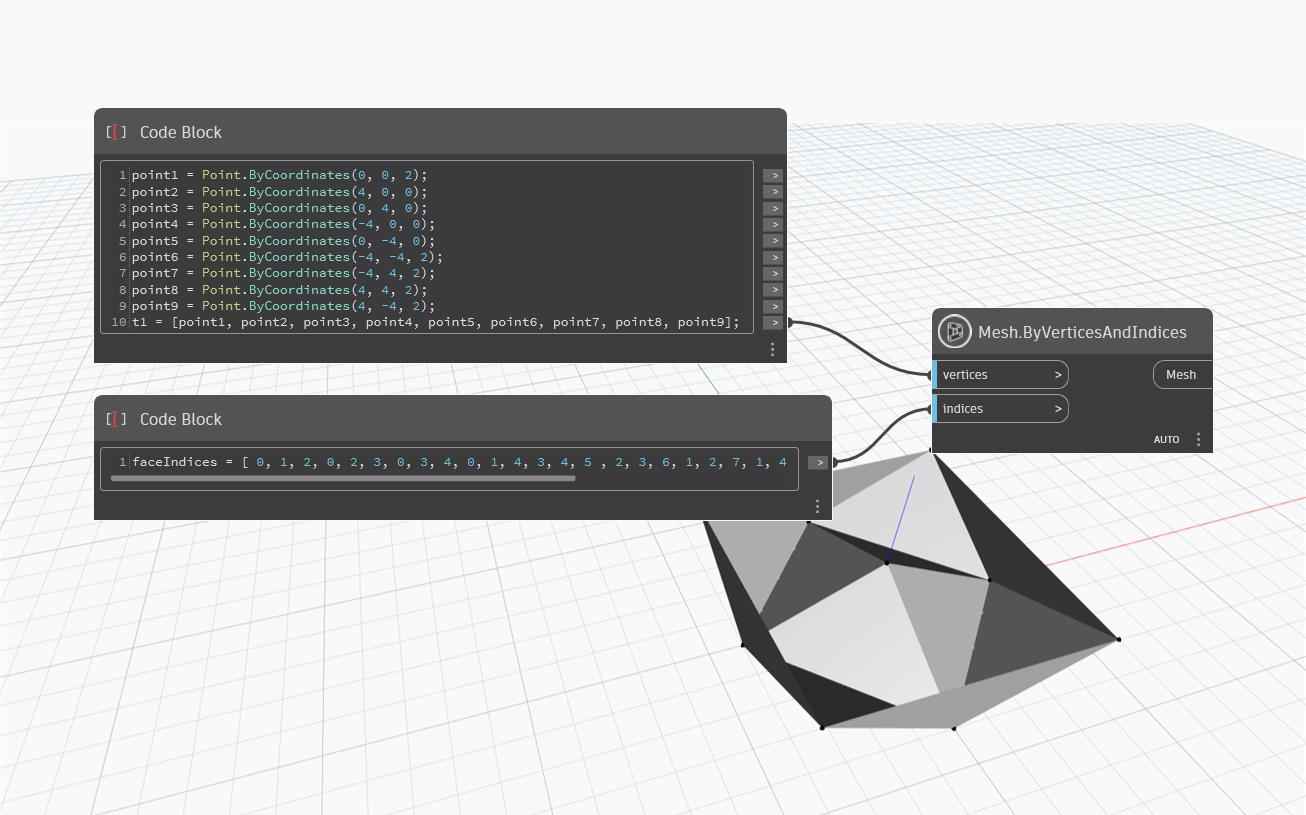 [ ] Code Block
1 point1 = Point.ByCoordinates(0, 0, 2); >
2 point2 = Point.ByCoordinates(4, 0, 0); >
3 point3 = Point.ByCoordinates(0, 4, 0); >
4 point4 = Point.ByCoordinates(-4, 0, 0); >
5 point5 = Point.ByCoordinates(0, -4, 0); >
6 point6 = Point.ByCoordinates(-4, -4, 2); >
7 point7 = Point.ByCoordinates(-4, 4, 2); >
8 point8 = Point.ByCoordinates(4, 4, 2); >
9 point9 = Point.ByCoordinates(4, -4, 2); >
10 t1 = [point1, point2, point3, point4, point5, point6, point7, point8, point9]; >
[ ] Code Block
1 faceIndices = [ 0, 1, 2, 0, 2, 3, 0, 3, 4, 0, 1, 4, 3, 4, 5 , 2, 3, 6, 1, 2, 7, 1, 4 >
Mesh.ByVerticesAndIndices
vertices > Mesh
indices >
AUTO